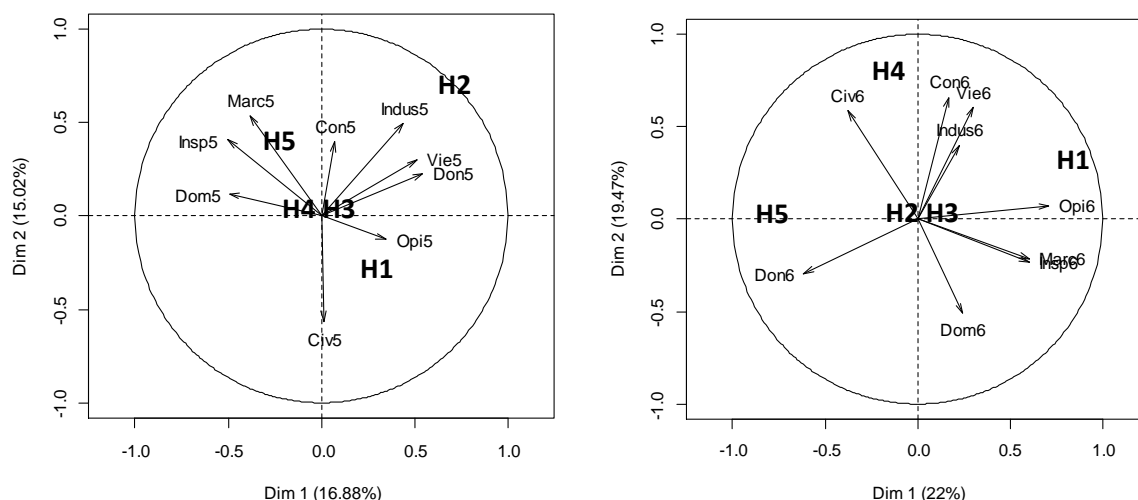 1.0
0.5
0.0
-0.5
-1.0
Dim 2 (15.02%)
H2
Marc5
Indus5
Con5
Insp5
H5
Vie5
Don5
Dom5
H4 H3
Opi5
H1
Civ5
-1.0 -0.5 0.0 0.5 1.0
Dim 1 (16.88%)
1.0
0.5
0.0
-0.5
-1.0
Dim 2 (19.47%)
H4
Con6
Civ6
Vie6
Indus6
H1
Opi6
H5
H2 H3
Marc6
Insp6
Don6
Dom6
-1.0 -0.5 0.0 0.5 1.0
Dim 1 (22%)